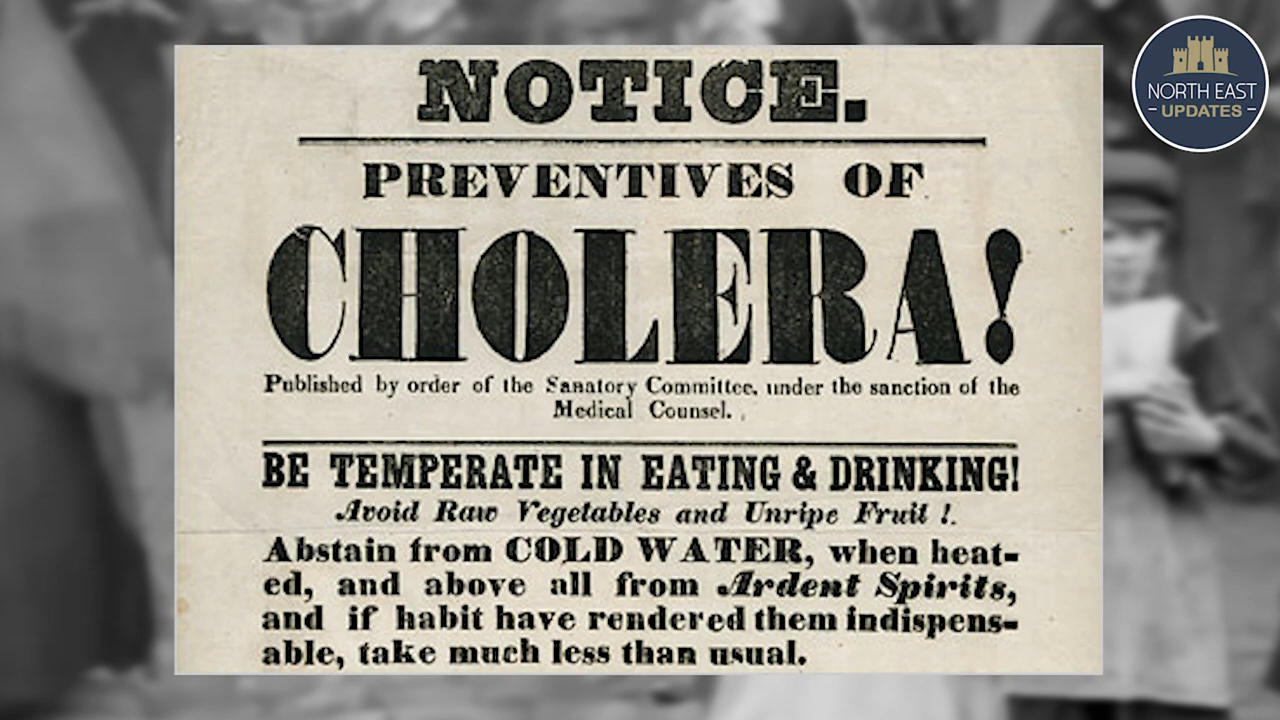 NOTICE.
PREVENTIVES OF
CHOLERA!
Published by order of the Sanatory Committee, under the sanction of the
Medical Counsel.
BE TEMPERATE IN EATING & DRINKING!
Avoid Raw Vegetables and Unripe Fruit !.
Abstain from COLD WATER, when heat-
ed, and above all from Ardent Spirits,
and if habit have rendered them indispens-
able, take much less than usual.
NORTH EAST
- UPDATES -